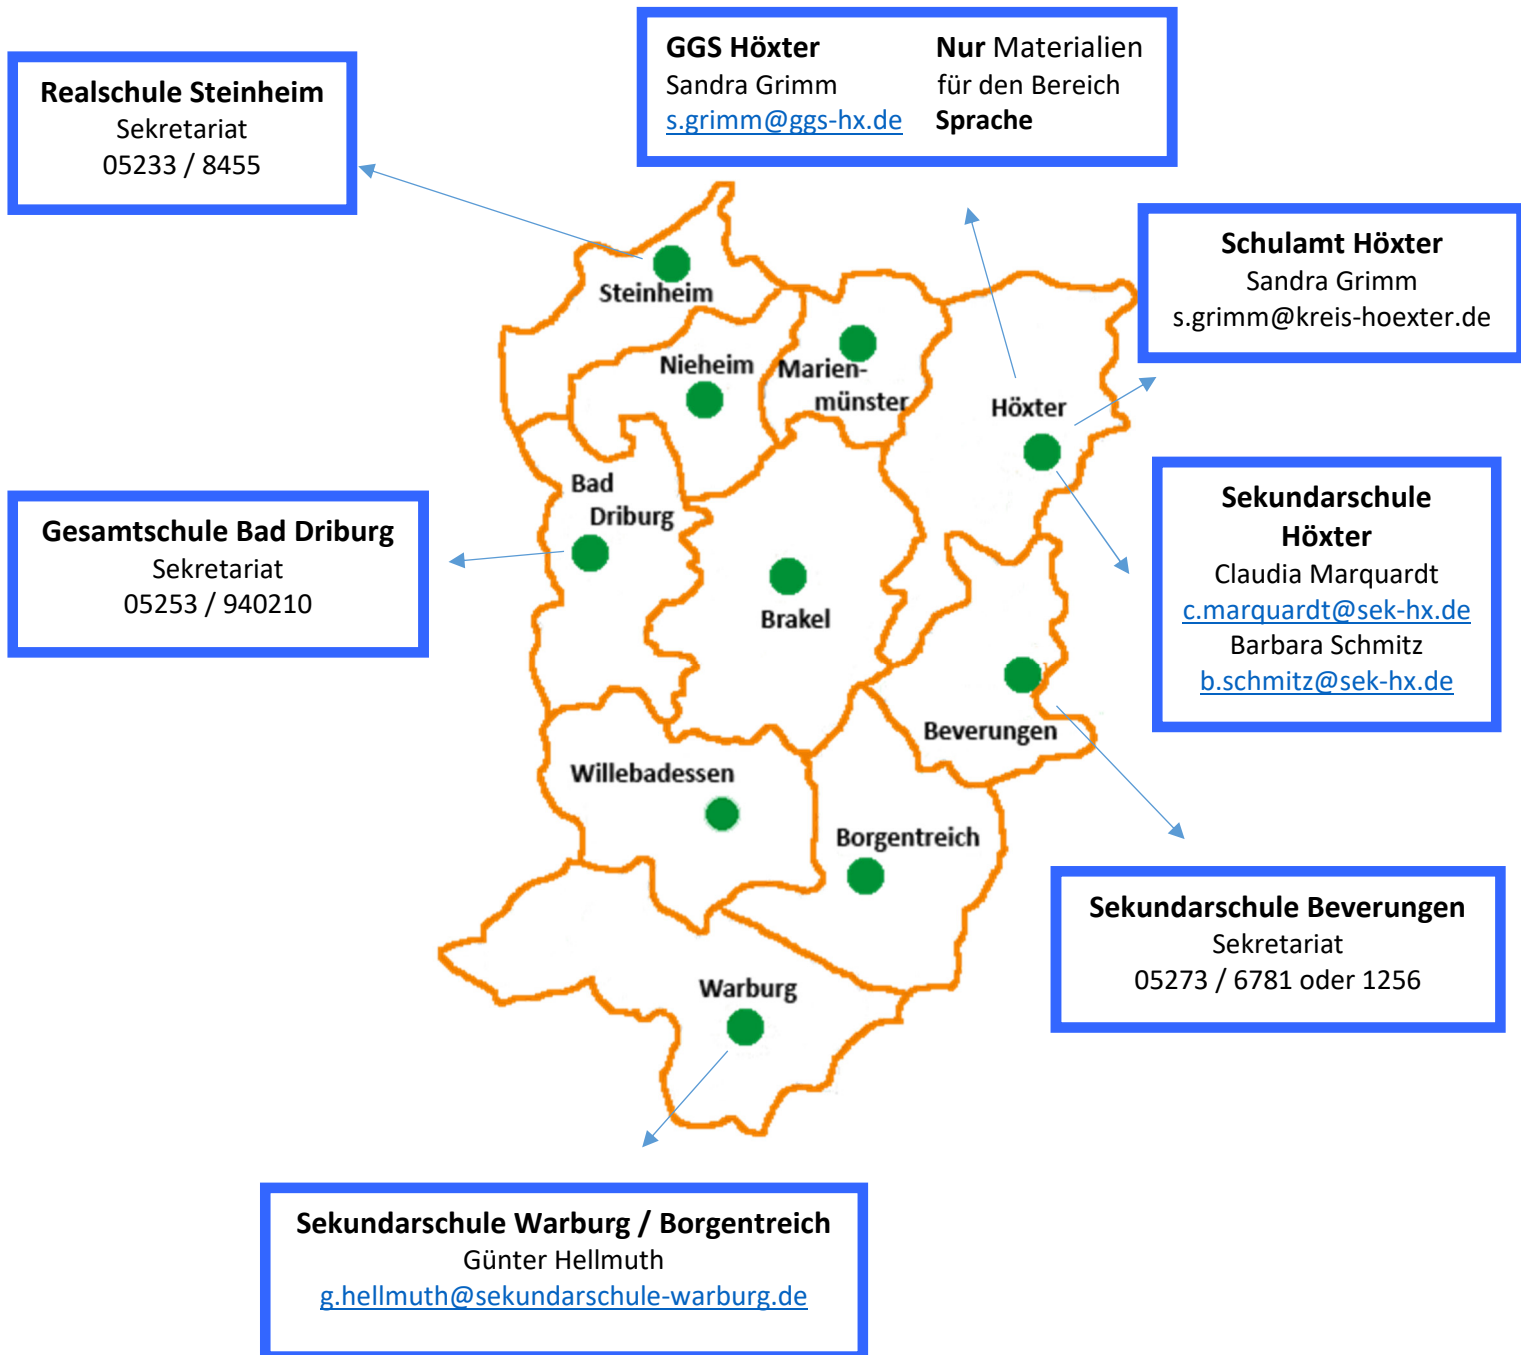 GGS Höxter
Sandra Grimm
s.grimm@ggs-hx.de
Nur Materialien
für den Bereich
Sprache
Realschule Steinheim
Sekretariat
05233 / 8455
Schulamt Höxter
Sandra Grimm
s.grimm@kreis-hoexter.de
Steinheim
Nieheim
Marien-
münster
Höxter
Bad
Driburg
Gesamtschule Bad Driburg
Sekretariat
05253 / 940210
Sekundarschule
Höxter
Claudia Marquardt
c.marquardt@sek-hx.de
Barbara Schmitz
b.schmitz@sek-hx.de
Brakel
Beverungen
Willebadessen
Borgentreich
Sekundarschule Beverungen
Sekretariat
05273 / 6781 oder 1256
Warburg
Sekundarschule Warburg / Borgentreich
Günter Hellmuth
g.hellmuth@sekundarschule-warburg.de